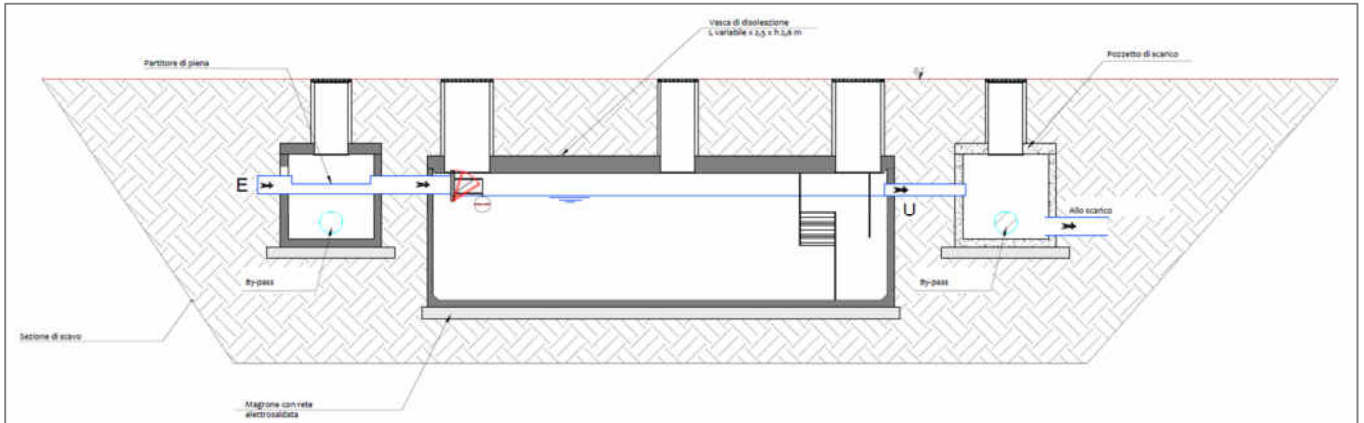 Vasca di disoleazione
L variabile x 2,5 x h 2,6 m
Partitore di piena
Pozzetto di scarico
E
U
Allo scarico
By-pass
By-pass
Sezione di scavo
Magrone con rete
elettrosaldata